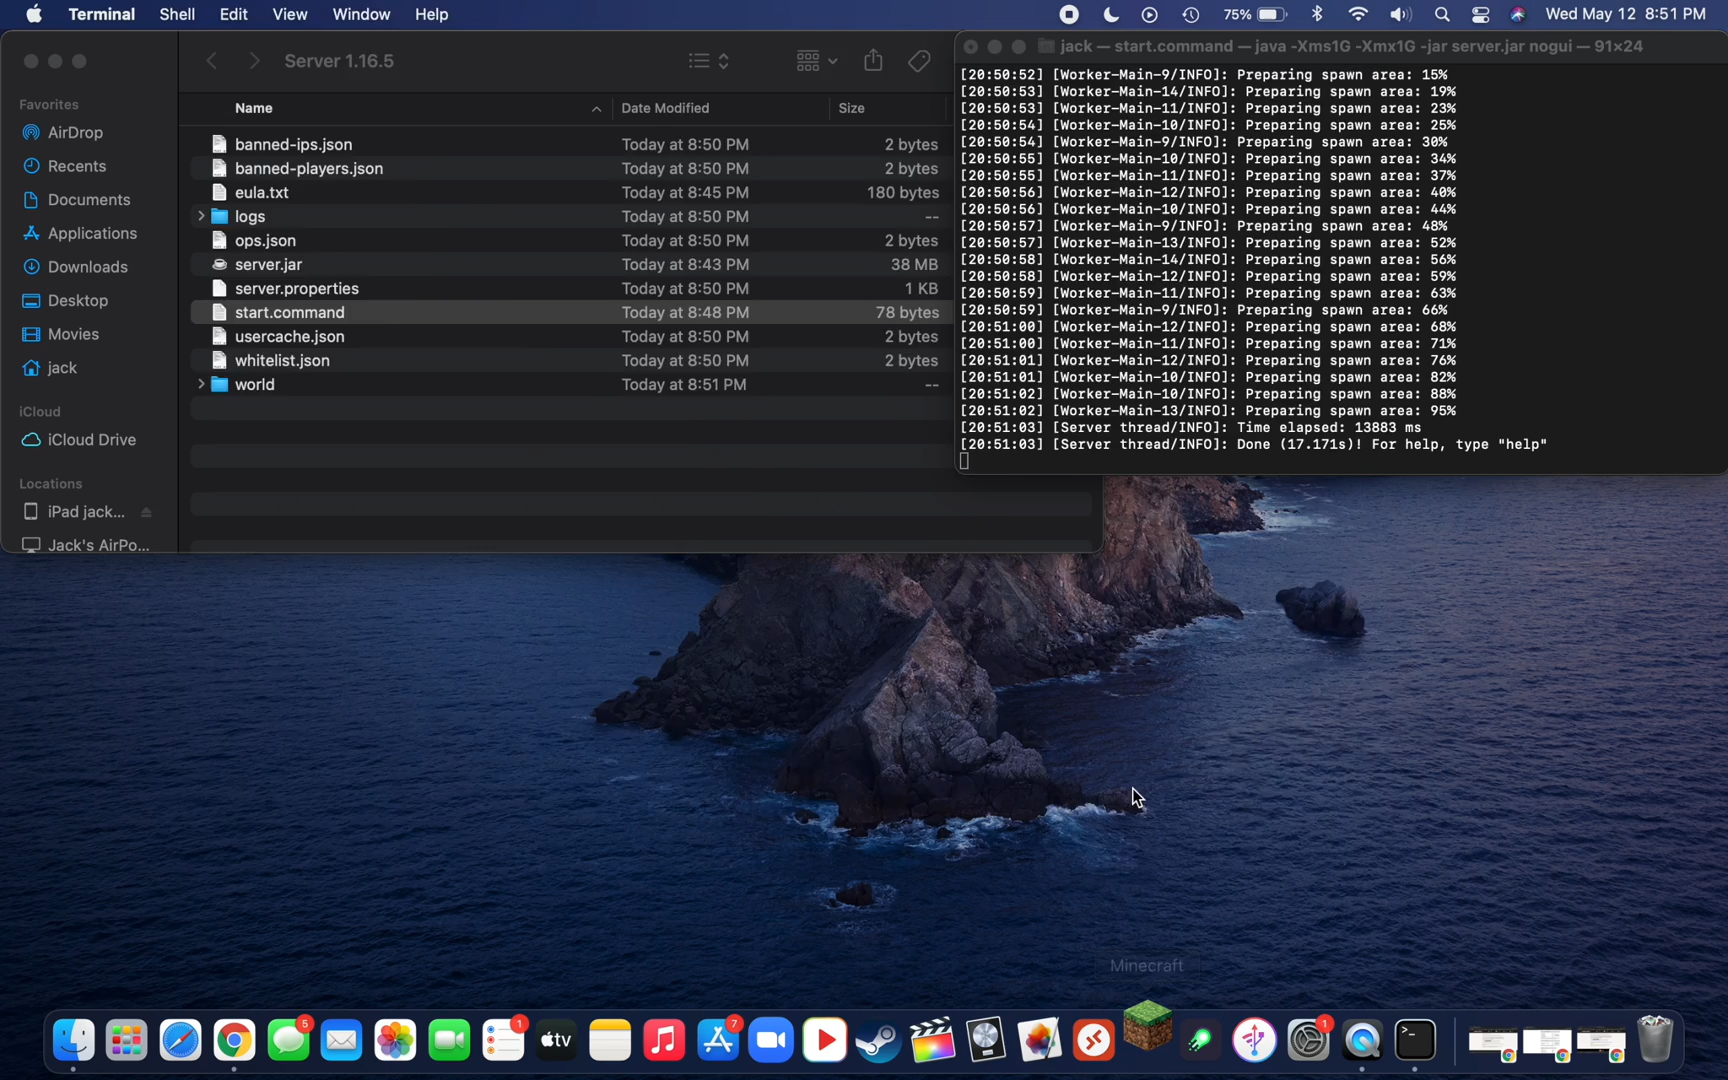 Terminal Shell Edit View Window Help
75% Wed May 12 8:51 PM
Server 1.16.5
Favorites
AirDrop
Recents
Documents
Applications
Downloads
Desktop
Movies
jack
iCloud
iCloud Drive
Locations
iPad jack...
Jack's AirPo...
Name Date Modified Size
banned-ips.json Today at 8:50 PM 2 bytes
banned-players.json Today at 8:50 PM 2 bytes
eula.txt Today at 8:45 PM 180 bytes
logs Today at 8:50 PM --
ops.json Today at 8:50 PM 2 bytes
server.jar Today at 8:43 PM 38 MB
server.properties Today at 8:50 PM 1 KB
start.command Today at 8:48 PM 78 bytes
usercache.json Today at 8:50 PM 2 bytes
whitelist.json Today at 8:50 PM 2 bytes
world Today at 8:51 PM --
jack — start.command — java -Xms1G -Xmx1G -jar server.jar nogui — 91×24
[20:50:52] [Worker-Main-9/INFO]: Preparing spawn area: 15%
[20:50:53] [Worker-Main-14/INFO]: Preparing spawn area: 19%
[20:50:53] [Worker-Main-11/INFO]: Preparing spawn area: 23%
[20:50:54] [Worker-Main-10/INFO]: Preparing spawn area: 25%
[20:50:54] [Worker-Main-9/INFO]: Preparing spawn area: 30%
[20:50:55] [Worker-Main-10/INFO]: Preparing spawn area: 34%
[20:50:55] [Worker-Main-11/INFO]: Preparing spawn area: 37%
[20:50:56] [Worker-Main-12/INFO]: Preparing spawn area: 40%
[20:50:56] [Worker-Main-10/INFO]: Preparing spawn area: 44%
[20:50:57] [Worker-Main-9/INFO]: Preparing spawn area: 48%
[20:50:57] [Worker-Main-13/INFO]: Preparing spawn area: 52%
[20:50:58] [Worker-Main-14/INFO]: Preparing spawn area: 56%
[20:50:58] [Worker-Main-12/INFO]: Preparing spawn area: 59%
[20:50:59] [Worker-Main-11/INFO]: Preparing spawn area: 63%
[20:50:59] [Worker-Main-9/INFO]: Preparing spawn area: 66%
[20:51:00] [Worker-Main-12/INFO]: Preparing spawn area: 68%
[20:51:00] [Worker-Main-11/INFO]: Preparing spawn area: 71%
[20:51:01] [Worker-Main-12/INFO]: Preparing spawn area: 76%
[20:51:01] [Worker-Main-10/INFO]: Preparing spawn area: 82%
[20:51:02] [Worker-Main-10/INFO]: Preparing spawn area: 88%
[20:51:02] [Worker-Main-13/INFO]: Preparing spawn area: 95%
[20:51:03] [Server thread/INFO]: Time elapsed: 13883 ms
[20:51:03] [Server thread/INFO]: Done (17.171s)! For help, type "help"
Minecraft
5
1
tv
7
1
>_